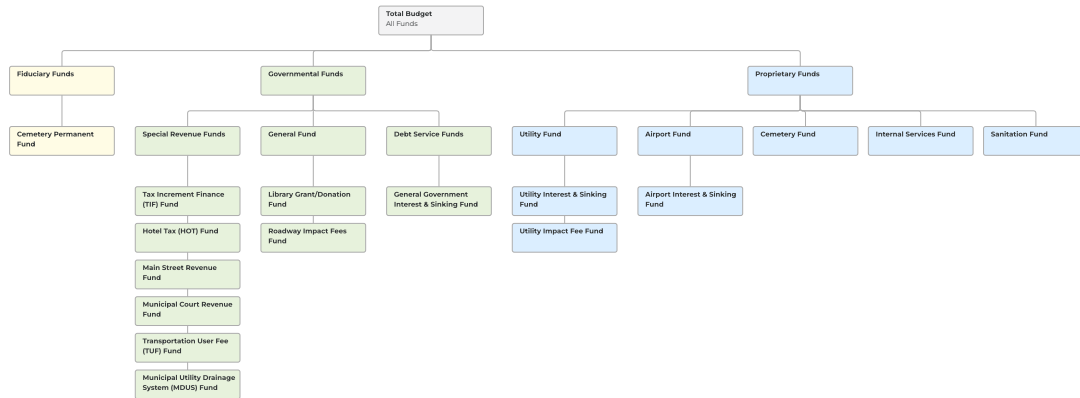 Total Budget
All Funds
Fiduciary Funds
Governmental Funds
Proprietary Funds
Cemetery Permanent
Fund
Special Revenue Funds
General Fund
Debt Service Funds
Utility Fund
Airport Fund
Cemetery Fund
Internal Services Fund
Sanitation Fund
Tax Increment Finance
(TIF) Fund
Library Grant/Donation
Fund
General Government
Interest & Sinking Fund
Utility Interest & Sinking
Fund
Airport Interest & Sinking
Fund
Hotel Tax (HOT) Fund
Roadway Impact Fees
Fund
Utility Impact Fee Fund
Main Street Revenue
Fund
Municipal Court Revenue
Fund
Transportation User Fee
(TUF) Fund
Municipal Utility Drainage
System (MDUS) Fund